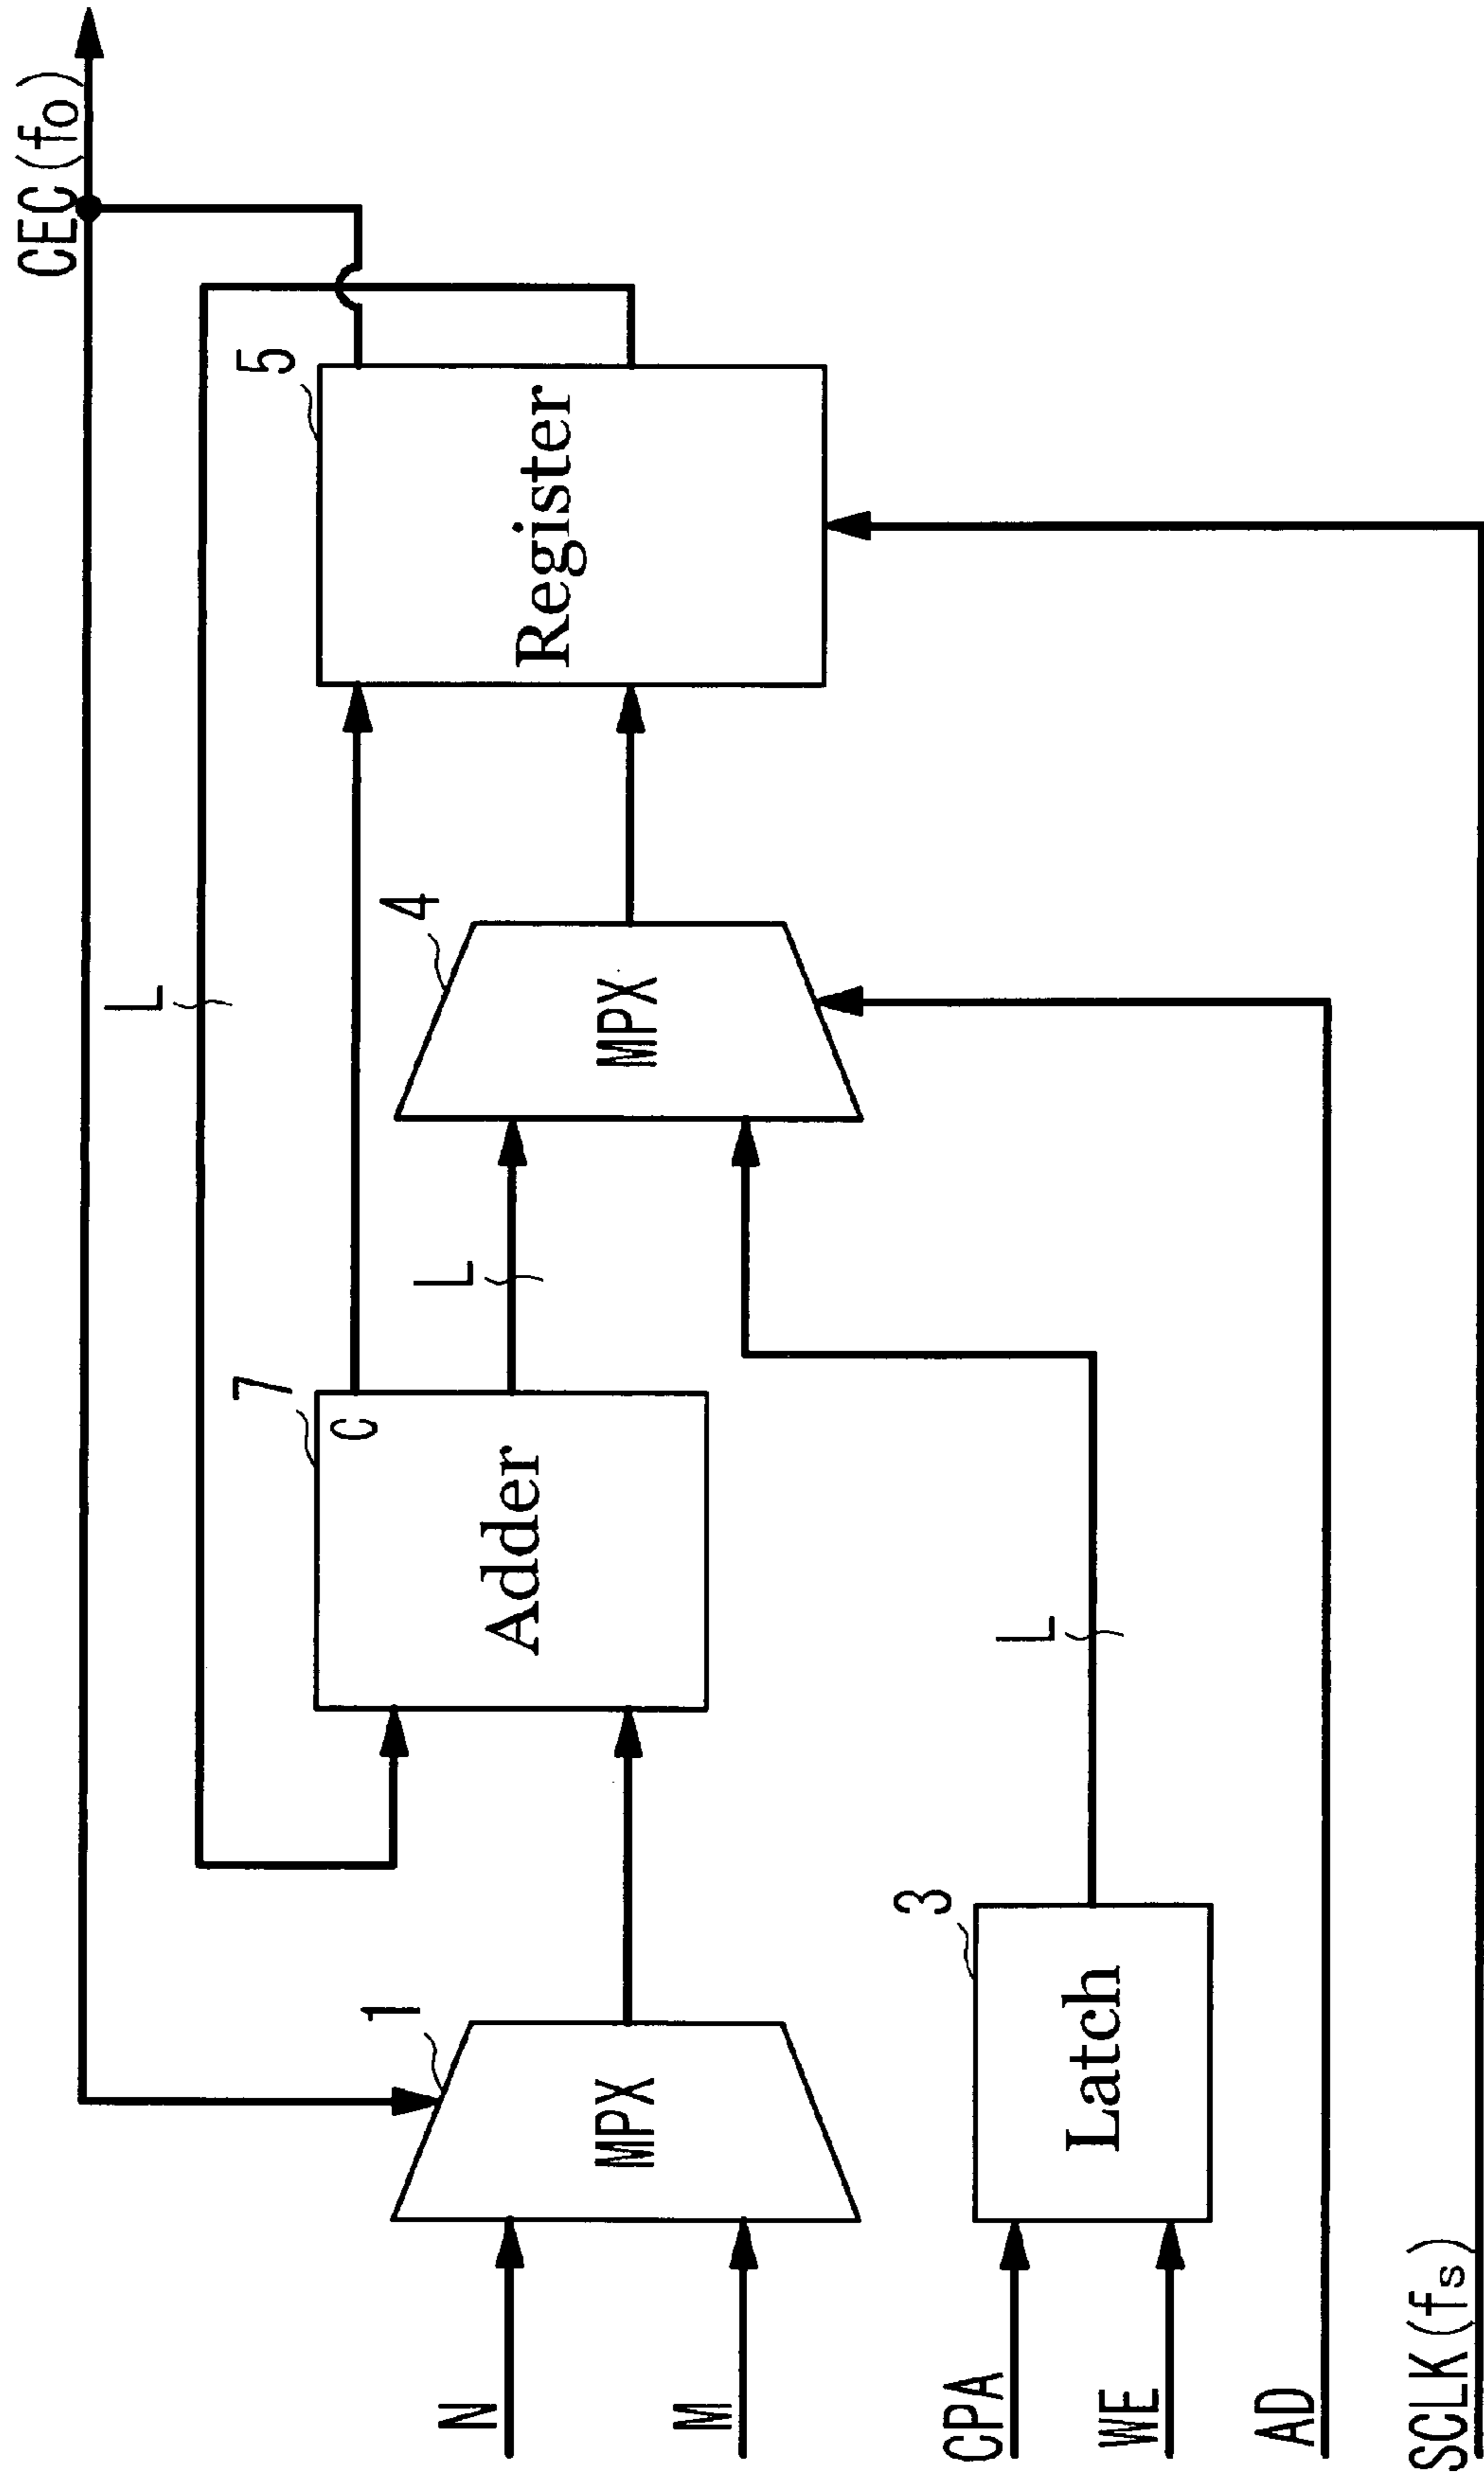 CEC(fo)
L
5
Register
4
MPX
L
7
C
Adder
L
3
Latch
1
MPX
N
M
CPA
WE
AD
SCLK(fs)